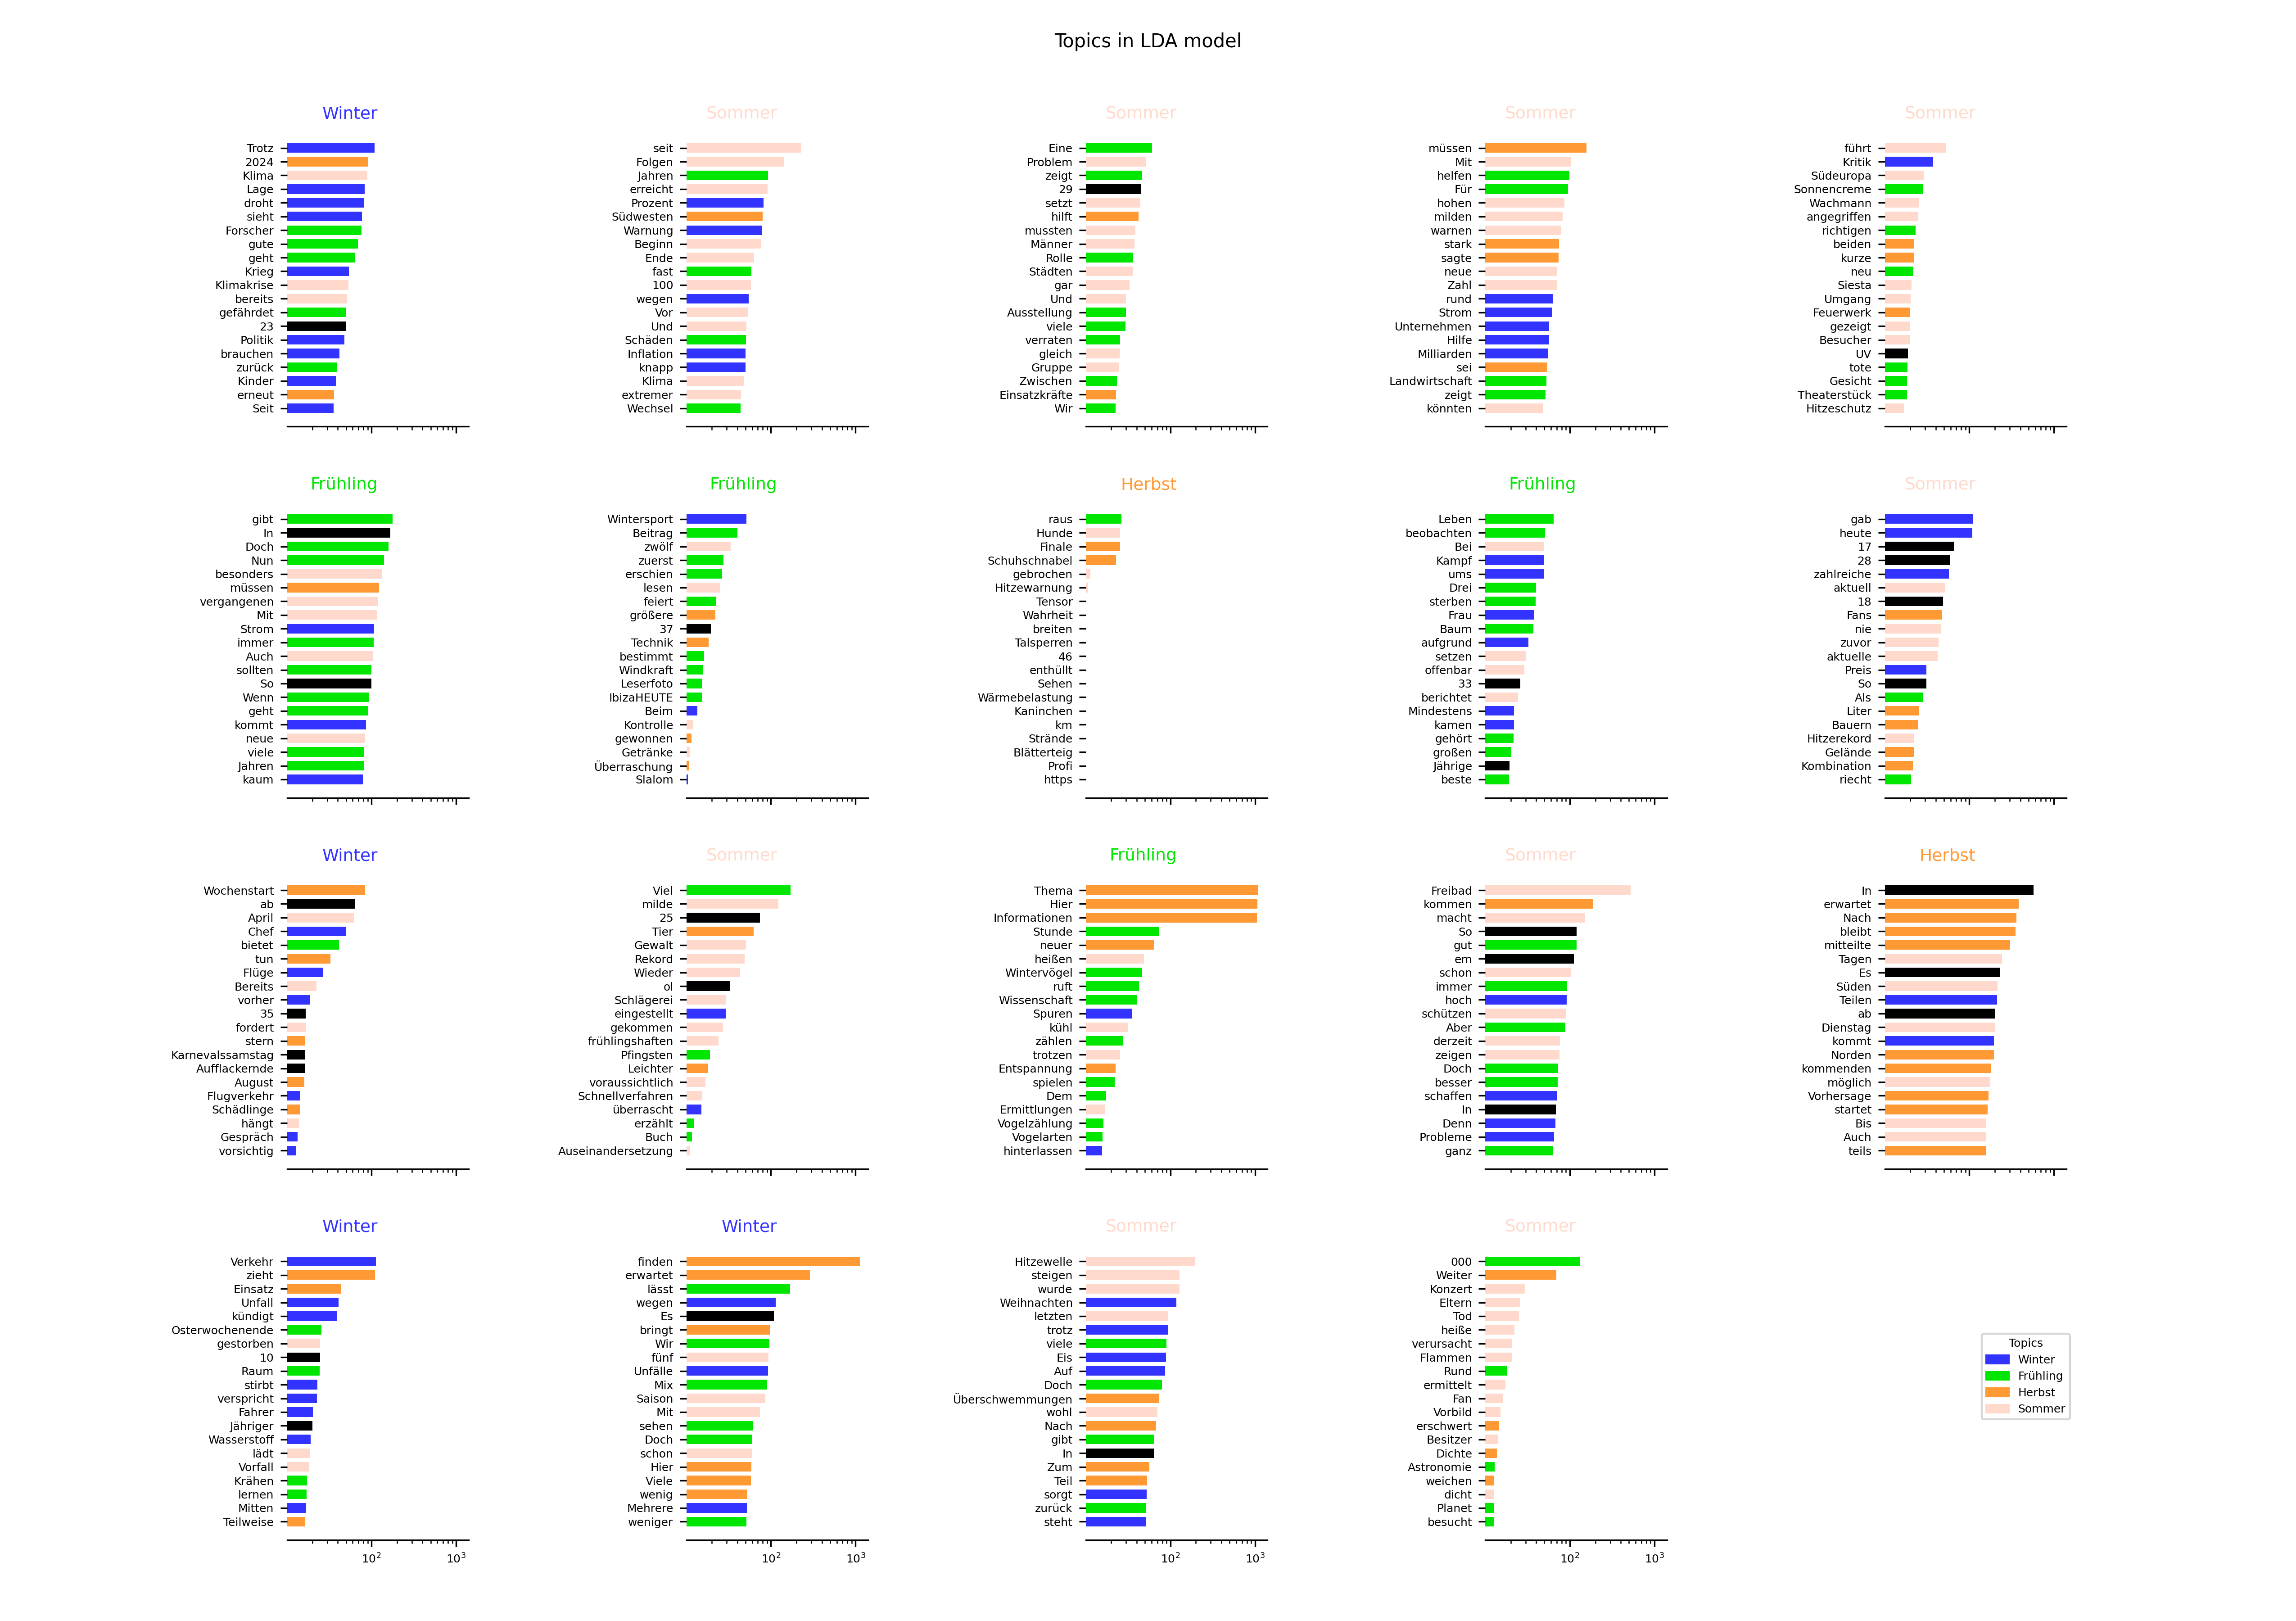 Topics in LDA model
Winter
Trotz
2024
Klima
Lage
droht
sieht
Forscher
gute
geht
Krieg
Klimakrise
bereits
gefährdet
23
Politik
brauchen
zurück
Kinder
erneut
Seit
Sommer
seit
Folgen
Jahren
erreicht
Prozent
Südwesten
Warnung
Beginn
Ende
fast
100
wegen
Vor
Und
Schäden
Inflation
knapp
Klima
extremer
Wechsel
Sommer
Eine
Problem
zeigt
29
setzt
hilft
mussten
Männer
Rolle
Städten
gar
Und
Ausstellung
viele
verraten
gleich
Gruppe
Zwischen
Einsatzkräfte
Wir
Sommer
müssen
Mit
helfen
Für
hohen
milden
warnen
stark
sagte
neue
Zahl
rund
Strom
Unternehmen
Hilfe
Milliarden
sei
Landwirtschaft
zeigt
könnten
Sommer
führt
Kritik
Südeuropa
Sonnencreme
Wachmann
angegriffen
richtigen
beiden
kurze
neu
Siesta
Umgang
Feuerwerk
gezeigt
Besucher
UV
tote
Gesicht
Theaterstück
Hitzeschutz
Frühling
gibt
In
Doch
Nun
besonders
müssen
vergangenen
Mit
Strom
immer
Auch
sollten
So
Wenn
geht
kommt
neue
viele
Jahren
kaum
Frühling
Wintersport
Beitrag
zwölf
zuerst
erschien
lesen
feiert
größere
37
Technik
bestimmt
Windkraft
Leserfoto
IbizaHEUTE
Beim
Kontrolle
gewonnen
Getränke
Überraschung
Slalom
Herbst
raus
Hunde
Finale
Schuhschnabel
gebrochen
Hitzewarnung
Tensor
Wahrheit
breiten
Talsperren
46
enthüllt
Sehen
Wärmebelastung
Kaninchen
km
Strände
Blätterteig
Profi
https
Frühling
Leben
beobachten
Bei
Kampf
ums
Drei
sterben
Frau
Baum
aufgrund
setzen
offenbar
33
berichtet
Mindestens
kamen
gehört
großen
Jährige
beste
Sommer
gab
heute
17
28
zahlreiche
aktuell
18
Fans
nie
zuvor
aktuelle
Preis
So
Als
Liter
Bauern
Hitzerekord
Gelände
Kombination
riecht
Winter
Wochenstart
ab
April
Chef
bietet
tun
Flüge
Bereits
vorher
35
fordert
stern
Karnevalssamstag
Aufflackernde
August
Flugverkehr
Schädlinge
hängt
Gespräch
vorsichtig
Sommer
Viel
milde
25
Tier
Gewalt
Rekord
Wieder
ol
Schlägerei
eingestellt
gekommen
frühlingshaften
Pfingsten
Leichter
voraussichtlich
Schnellverfahren
überrascht
erzählt
Buch
Auseinandersetzung
Frühling
Thema
Hier
Informationen
Stunde
neuer
heißen
Wintervögel
ruft
Wissenschaft
Spuren
kühl
zählen
trotzen
Entspannung
spielen
Dem
Ermittlungen
Vogelzählung
Vogelarten
hinterlassen
Sommer
Freibad
kommen
macht
So
gut
em
schon
immer
hoch
schützen
Aber
derzeit
zeigen
Doch
besser
schaffen
In
Denn
Probleme
ganz
Herbst
In
erwartet
Nach
bleibt
mitteilte
Tagen
Es
Süden
Teilen
ab
Dienstag
kommt
Norden
kommenden
möglich
Vorhersage
startet
Bis
Auch
teils
Winter
Verkehr
zieht
Einsatz
Unfall
kündigt
Osterwochenende
gestorben
10
Raum
stirbt
verspricht
Fahrer
Jähriger
Wasserstoff
lädt
Vorfall
Krähen
lernen
Mitten
Teilweise
10² 10³
Winter
finden
erwartet
lässt
wegen
Es
bringt
Wir
fünf
Unfälle
Mix
Saison
Mit
sehen
Doch
schon
Hier
Viele
wenig
Mehrere
weniger
10² 10³
Sommer
Hitzewelle
steigen
wurde
Weihnachten
letzten
trotz
viele
Eis
Auf
Doch
Überschwemmungen
wohl
Nach
gibt
In
Zum
Teil
sorgt
zurück
steht
10² 10³
Sommer
000
Weiter
Konzert
Eltern
Tod
heiße
verursacht
Flammen
Rund
ermittelt
Fan
Vorbild
erschwert
Besitzer
Dichte
Astronomie
weichen
dicht
Planet
besucht
10² 10³
Topics
Winter
Frühling
Herbst
Sommer